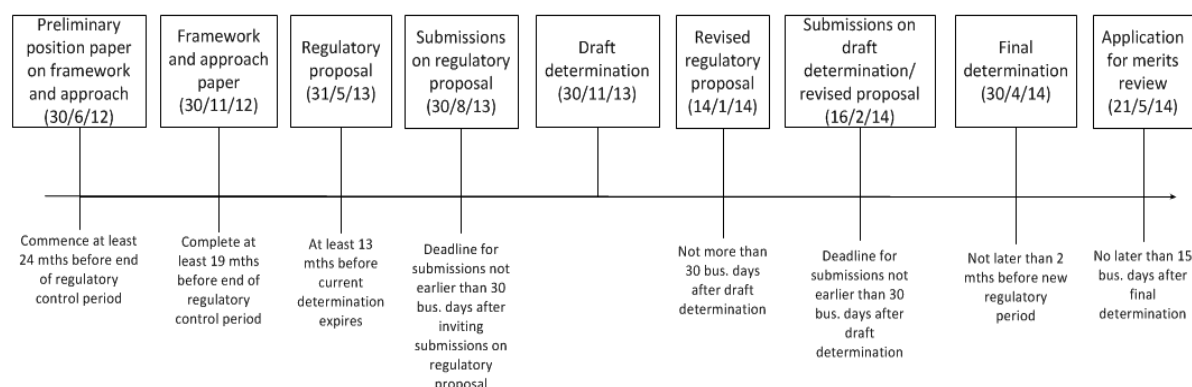 Preliminary
position paper
on framework
and approach
(30/6/12)
Framework
and approach
paper
(30/11/12)
Regulatory
proposal
(31/5/13)
Submissions
on regulatory
proposal
(30/8/13)
Draft
determination
(30/11/13)
Revised
regulatory
proposal
(14/1/14)
Submissions on
draft
determination/
revised proposal
(16/2/14)
Final
determination
(30/4/14)
Application
for merits
review
(21/5/14)
Commence at least
24 mths before end
of regulatory
control period
Complete at
least 19 mths
before end of
regulatory
control period
At least 13
mths before
current
determination
expires
Deadline for
submissions not
earlier than 30
bus. days after
inviting
submissions on
regulatory
proposal
Not more than
30 bus. days
after draft
determination
Deadline for
submissions not
earlier than 30
bus. days after
draft
determination
Not later than 2
mths before new
regulatory
period
No later than 15
bus. days after
final
determination